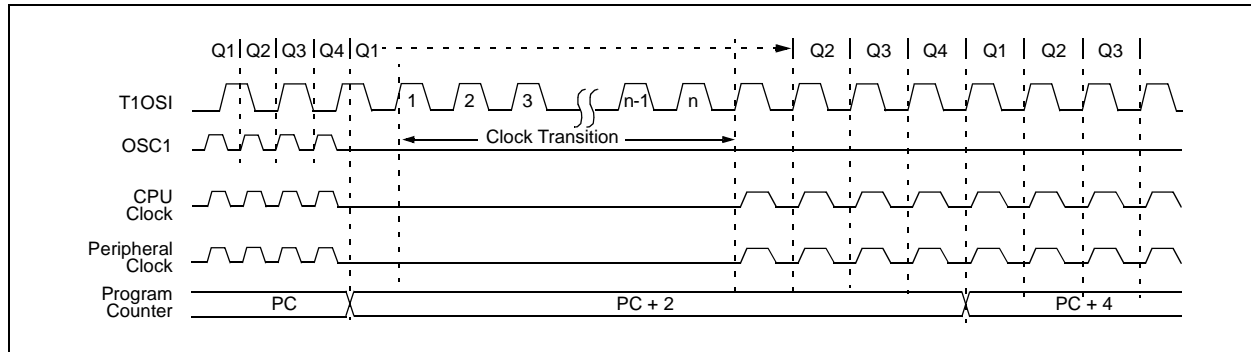 Q1 Q2 Q3 Q4 Q1 Q2 Q3 Q4 Q1 Q2 Q3
T1OSI 1 2 3 n-1 n
Clock Transition
OSC1
CPU
Clock
Peripheral
Clock
Program
Counter
PC PC + 2 PC + 4